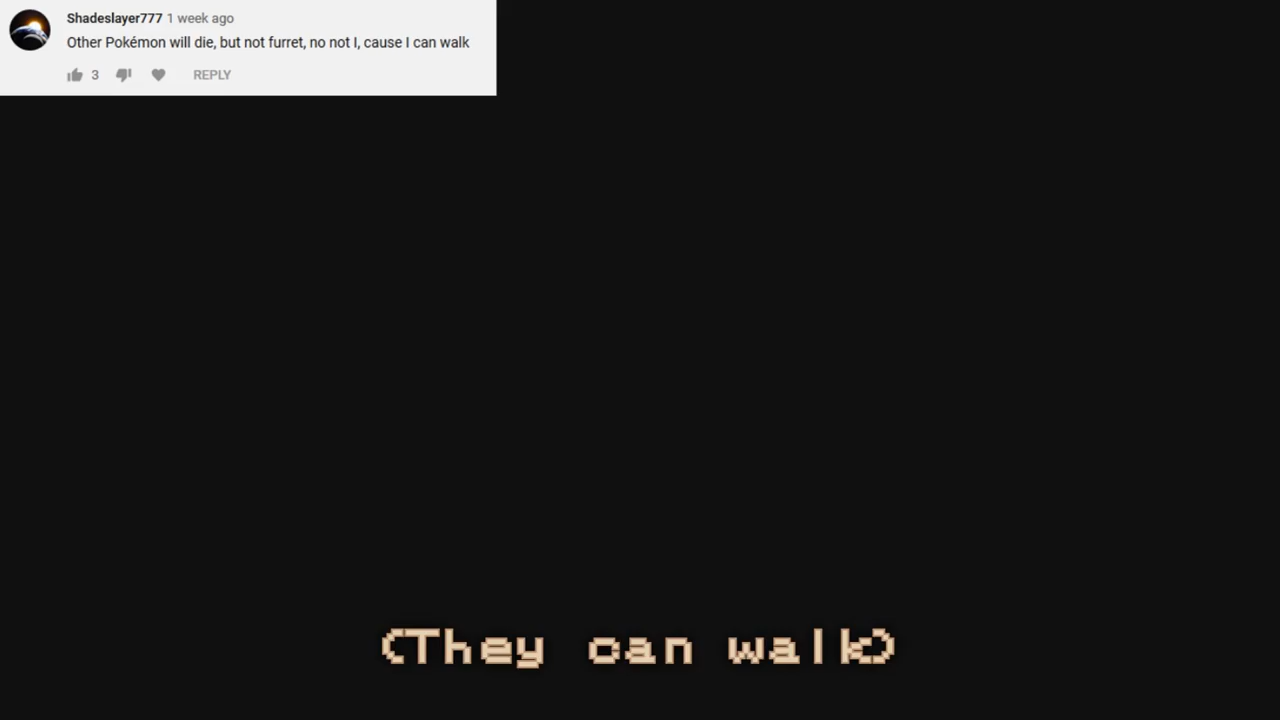 Shadeslayer777 1 week ago
Other Pokémon will die, but not furret, no not I, cause I can walk
3 REPLY
(They can walk)